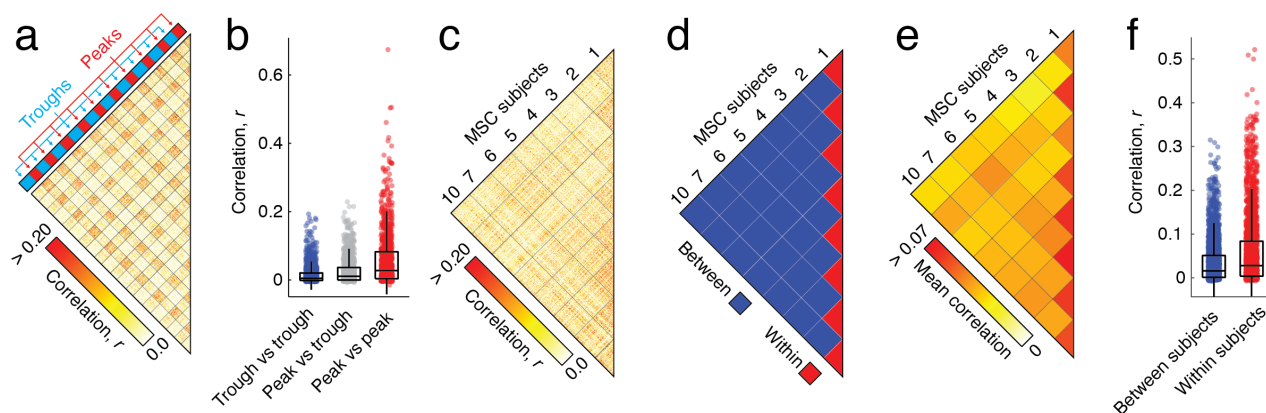 a
Troughs
Peaks
> 0.20
Correlation, r
0.0
b
Correlation, r
0.6
0.4
0.2
0
Trough vs trough
Peak vs trough
Peak vs peak
c
MSC subjects
1
2
3
4
5
6
7
10
> 0.20
Correlation, r
0.0
d
MSC subjects
1
2
3
4
5
6
7
10
Between
Within
e
MSC subjects
1
2
3
4
5
6
7
10
> 0.07
Mean correlation
0
f
Correlation, r
0.5
0.4
0.3
0.2
0.1
0
Between subjects
Within subjects